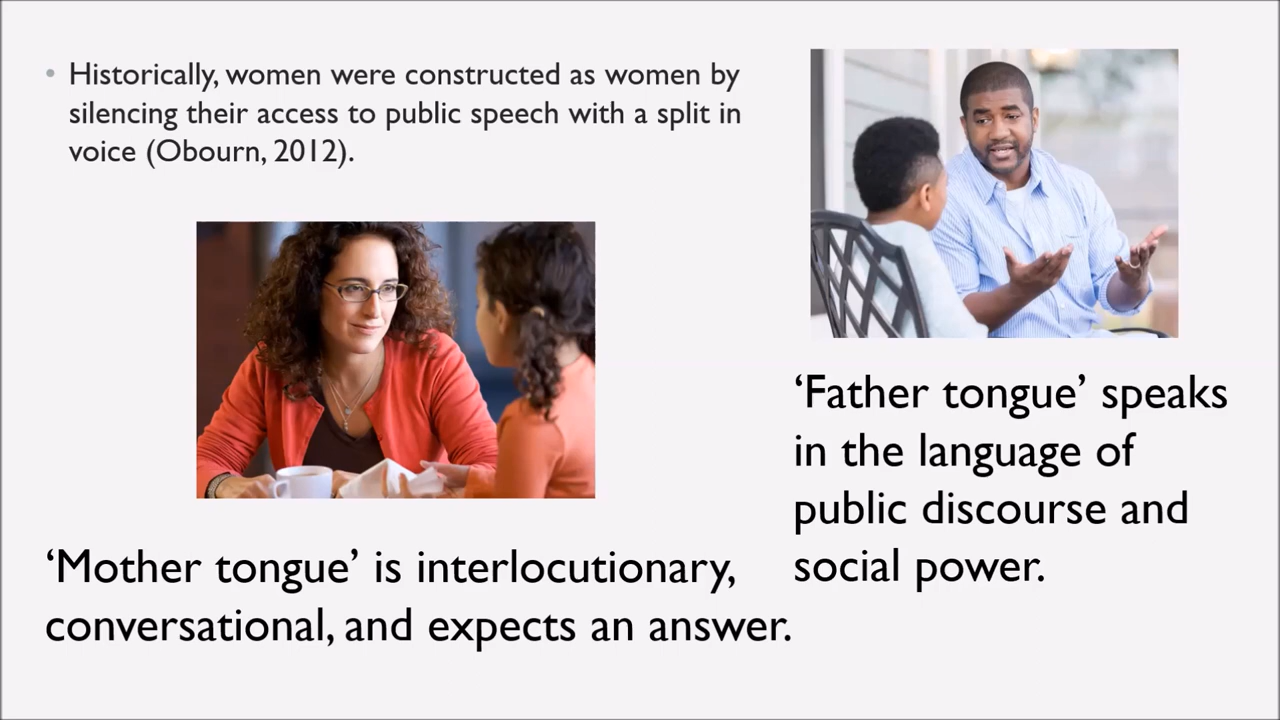 • Historically, women were constructed as women by
silencing their access to public speech with a split in
voice (Obourn, 2012).
‘Mother tongue’ is interlocutionary,
conversational, and expects an answer.
‘Father tongue’ speaks
in the language of
public discourse and
social power.